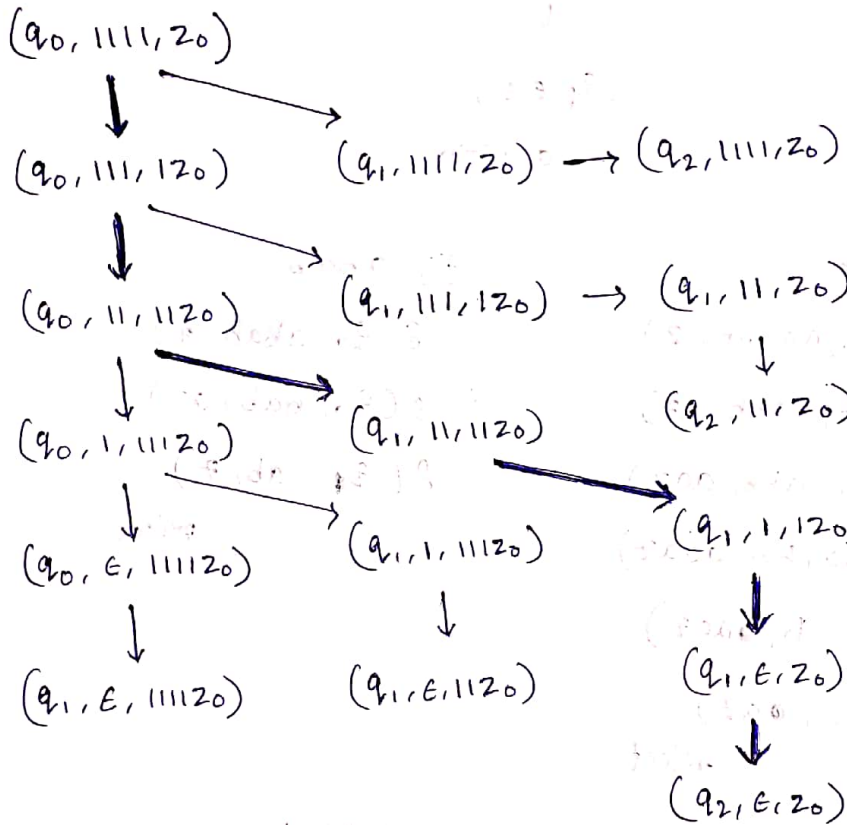 (q0, 1111, z0)
(q0, 111, 1z0) (q1, 1111, z0) → (q2, 1111, z0)
(q0, 11, 11z0) (q1, 111, 1z0) → (q1, 11, z0)
(q2, 11, z0)
(q0, 1, 111z0) (q1, 11, 11z0)
(q1, 1, 1z0
(q0, ε, 1111z0) (q1, 1, 111z0)
(q1, ε, 1111z0) (q1, ε, 11z0) (q1, ε, z0)
(q2, ε, z0)